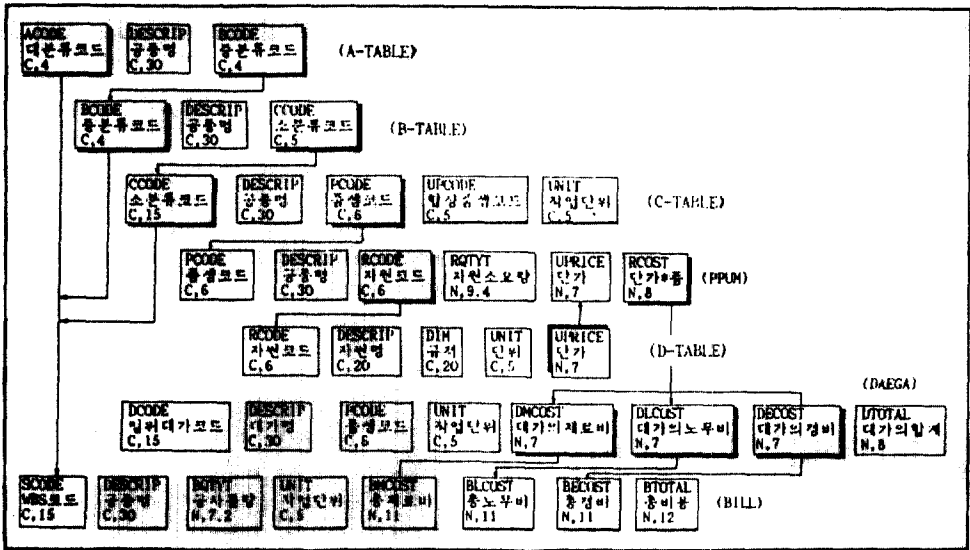 ACODE DESCRIP BCODE
대분류코드 공종명 중분류코드 (A-TABLE)
C,4 C,30 C,4
BCODE DESCRIP CCODE
중분류코드 공종명 소분류코드 (B-TABLE)
C,4 C,30 C,5
CCODE DESCRIP PCODE UPCODE UNIT
소분류코드 공종명 품셈코드 합성품셈코드 작업단위 (C-TABLE)
C,15 C,30 C,6 C,5 C,5
PCODE DESCRIP RCODE RQTYT UPRICE RCOST
품셈코드 공종명 자원코드 자원소요량 단가 단가*품 (PPUM)
C,6 C,30 C,6 N,9.4 N,7 N,8
RCODE DESCRIP DIM UNIT UPRICE
자원코드 자원명 규격 단위 단가 (D-TABLE)
C,6 C,20 C,20 C,5 N,7
(DAEGA)
DCODE DESCRIP PCODE UNIT DMCOST DLCOST DECOST DTOTAL
일위대가코드 대가명 품셈코드 작업단위 대가의재료비 대가의노무비 대가의경비 대가의합계
C,15 C,30 C,6 C,5 N,7 N,7 N,7 N,8
SCODE DESCRIP BQTYT UNIT BMCOST BLCOST BECOST BTOTAL
WBS코드 공종명 공사물량 작업단위 총재료비 총노무비 총경비 총비용 (BILL)
C,15 C,30 N,7.2 C,5 N,11 N,11 N,11 N,12